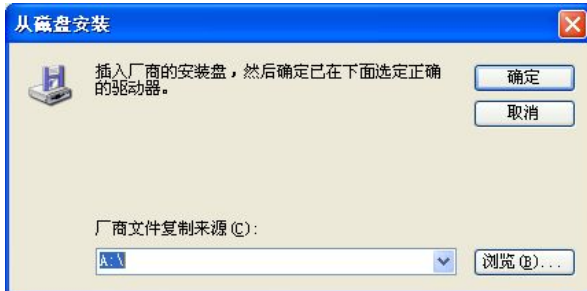 从磁盘安装
插入厂商的安装盘，然后确定已在下面选定正确
的驱动器。
确定
取消
厂商文件复制来源(C):
A:\
浏览(B)...